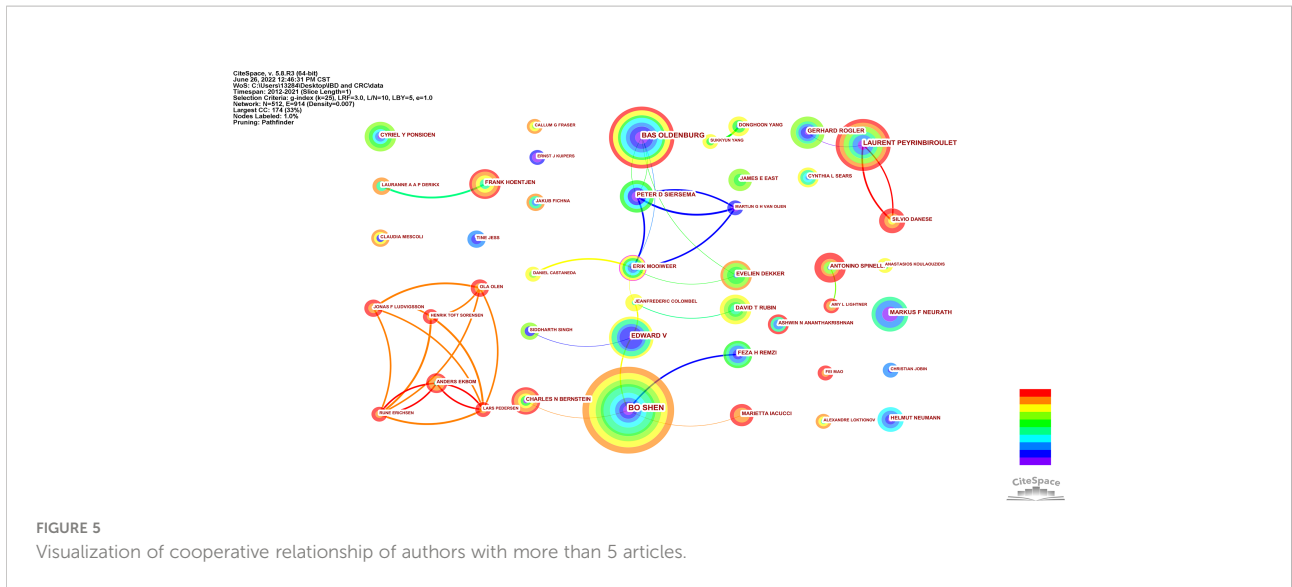 CiteSpace, v. 5.8.R3 (64-bit)
June 26, 2022 12:46:31 PM CST
WoS: C:\Users\13284\Desktop\IBD and CRC\data
Timespan: 2012-2021 (Slice Length=1)
Selection Criteria: g-index (k=25), LRF=3.0, L/N=10, LBY=5, e=1.0
Network: N=512, E=914 (Density=0.007)
Largest CC: 174 (33%)
Nodes Labeled: 1.0%
Pruning: Pathfinder
CALLUM G FRASER
DONGHOON YANG
CYRIEL Y PONSIOEN
BAS OLDENBURG
GERHARD ROGLER
SUKKYUN YANG
LAURENT PEYRINBIROULET
ERNST J KUIPERS
CYNTHIA L SEARS
JAMES E EAST
LAURANNE A A P DERIKX
FRANK HOENTJEN
PETER D SIERSEMA
JAKUB FICHNA
MARTIJN G H VAN OIJEN
SILVIO DANESE
CLAUDIA MESCOLI
TINE JESS
ERIK MOOIWEER
ANTONINO SPINELLI
ANASTASIOS KOULAOUZIDIS
DANIEL CASTANEDA
EVELIEN DEKKER
OLA OLEN
JEANFREDERIC COLOMBEL
AMY L LIGHTNER
JONAS F LUDVIGSSON
DAVID T RUBIN
MARKUS F NEURATH
HENRIK TOFT SORENSEN
ASHWIN N ANANTHAKRISHNAN
SIDDHARTH SINGH
EDWARD V
FEZA H REMZI
CHRISTIAN JOBIN
FEI MAO
ANDERS EKBOM
CHARLES N BERNSTEIN
BO SHEN
RUNE ERICHSEN
LARS PEDERSEN
MARIETTA IACUCCI
ALEXANDRE LOKTIONOV
HELMUT NEUMANN
CiteSpace
FIGURE 5
Visualization of cooperative relationship of authors with more than 5 articles.